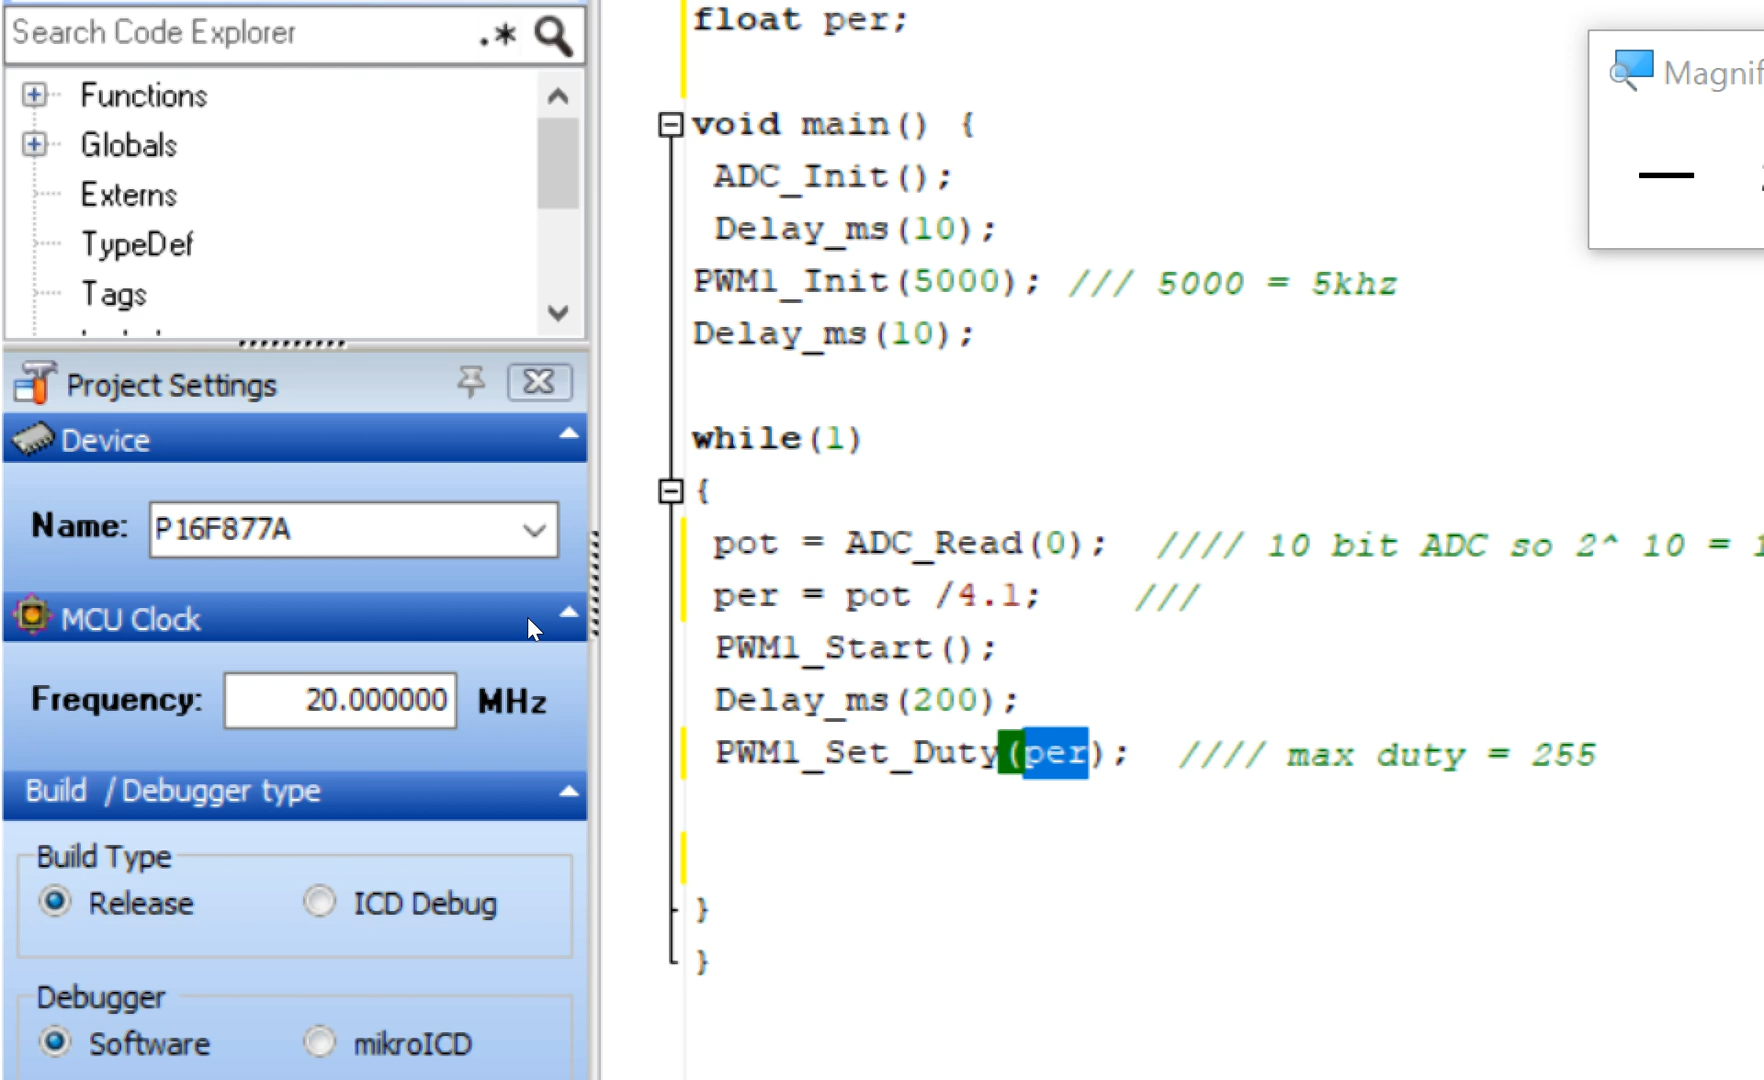 Search Code Explorer .*
Functions
Globals
Externs
TypeDef
Tags
Project Settings
Device
Name: P16F877A
MCU Clock
Frequency: 20.000000 MHz
Build / Debugger type
Build Type
Release ICD Debug
Debugger
Software mikroICD
float per;
void main() {
ADC_Init();
Delay_ms(10);
PWM1_Init(5000); /// 5000 = 5khz
Delay_ms(10);
while(1)
{
pot = ADC_Read(0); //// 10 bit ADC so 2^ 10 = 1
per = pot /4.1; ///
PWM1_Start();
Delay_ms(200);
PWM1_Set_Duty(per); //// max duty = 255
}
}
Magnif